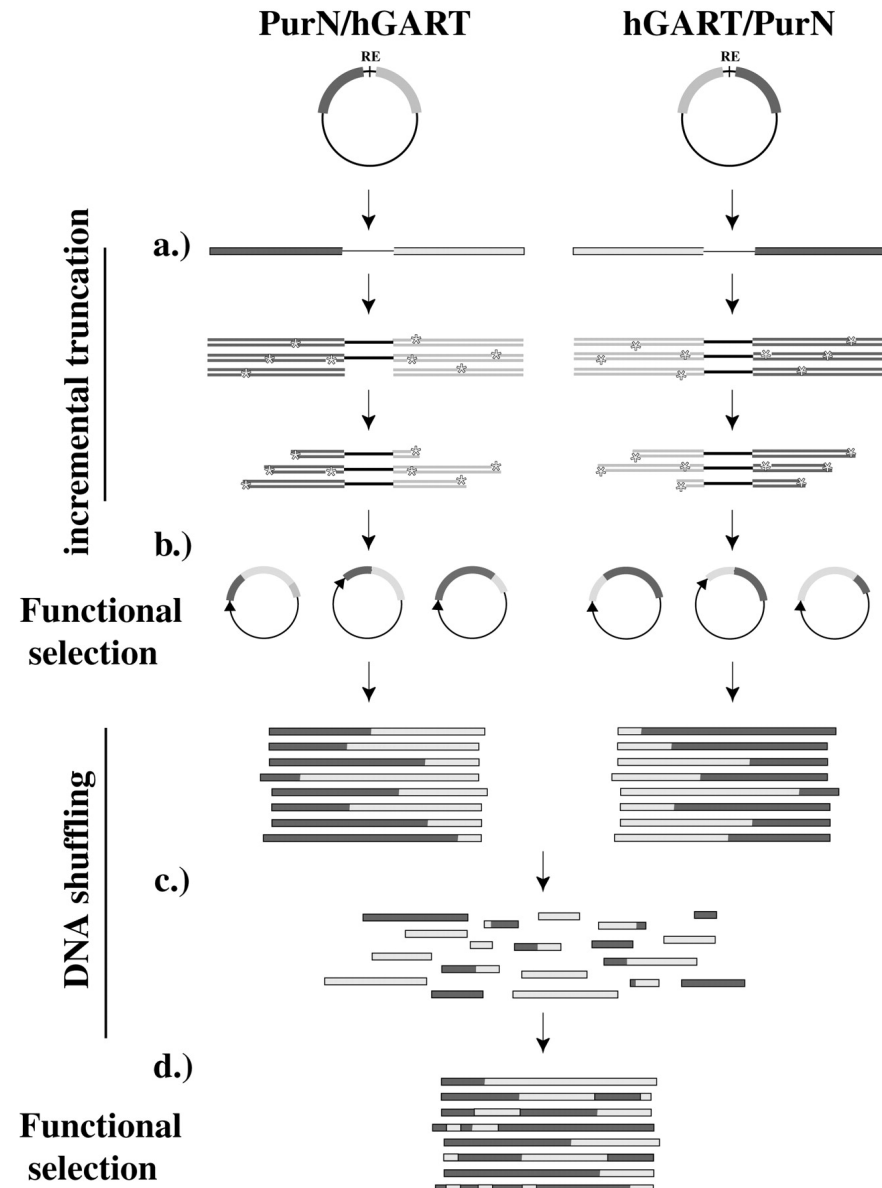 PurN/hGART
hGART/PurN
RE
RE
a.)
incremental truncation
b.)
Functional
selection
DNA shuffling
c.)
d.)
Functional
selection